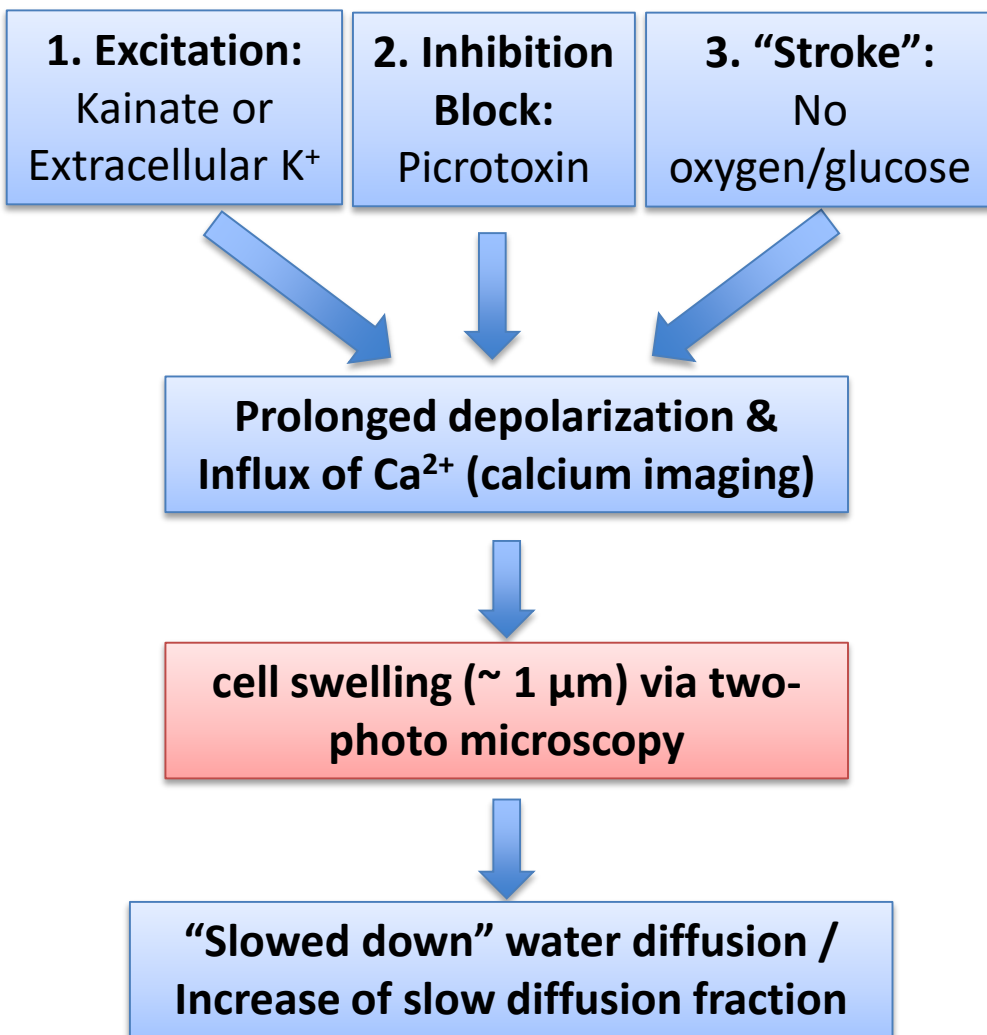 1. Excitation:
Kainate or
Extracellular K⁺
2. Inhibition
Block:
Picrotoxin
3. “Stroke”:
No
oxygen/glucose
Prolonged depolarization &
Influx of Ca²⁺ (calcium imaging)
cell swelling (~ 1 µm) via two-
photo microscopy
“Slowed down” water diffusion /
Increase of slow diffusion fraction